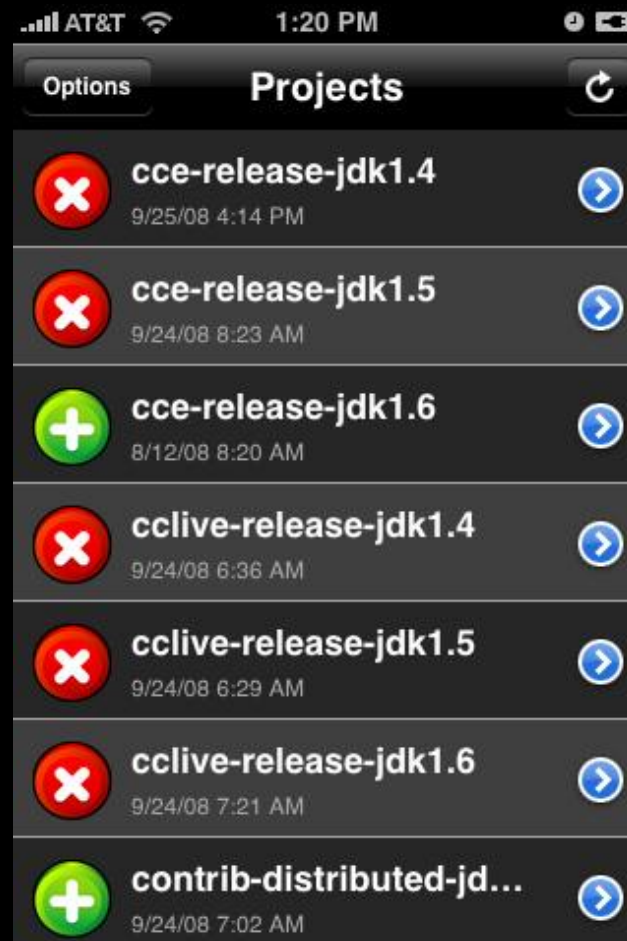 AT&T 1:20 PM
Options Projects
cce-release-jdk1.4
9/25/08 4:14 PM
cce-release-jdk1.5
9/24/08 8:23 AM
cce-release-jdk1.6
8/12/08 8:20 AM
cclive-release-jdk1.4
9/24/08 6:36 AM
cclive-release-jdk1.5
9/24/08 6:29 AM
cclive-release-jdk1.6
9/24/08 7:21 AM
contrib-distributed-jd...
9/24/08 7:02 AM